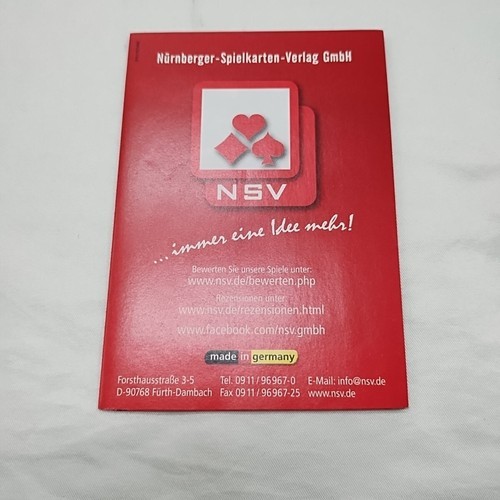 Nürnberger-Spielkarten-Verlag GmbH
NSV
...immer eine Idee mehr!
Bewerten Sie unsere Spiele unter:
www.nsv.de/bewerten.php
Rezensionen unter
www.nsv.de/rezensionen.html
www.facebook.com/nsv.gmbh
made in germany
Forsthausstraße 3-5 Tel. 0911/96967-0 E-Mail: info@nsv.de
D-90768 Fürth-Dambach Fax 0911/96967-25 www.nsv.de